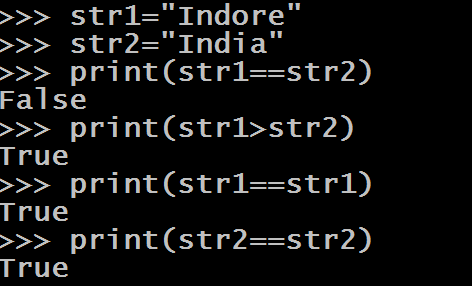 >>> str1="Indore"
>>> str2="India"
>>> print(str1==str2)
False
>>> print(str1>str2)
True
>>> print(str1==str1)
True
>>> print(str2==str2)
True